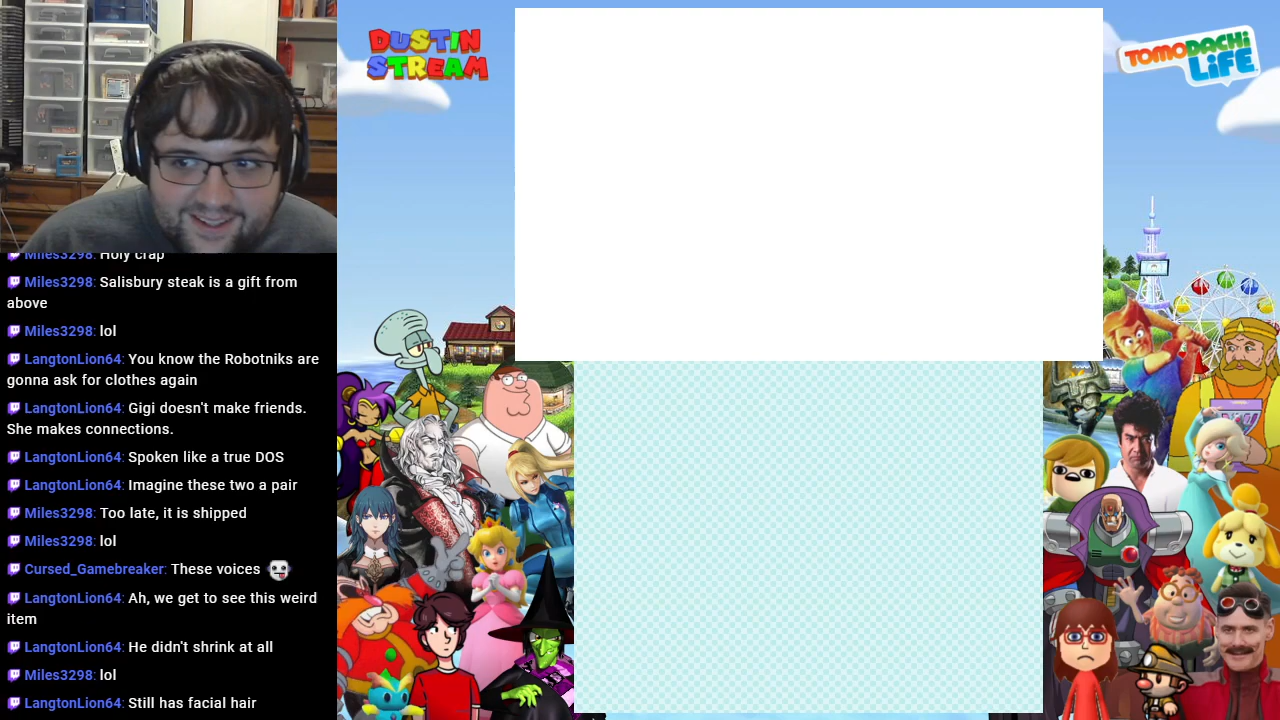 DUSTIN
STREAM
TOMODACHI
LiFE
Miles3298: Holy crap
Miles3298: Salisbury steak is a gift from
above
Miles3298: lol
LangtonLion64: You know the Robotniks are
gonna ask for clothes again
LangtonLion64: Gigi doesn't make friends.
She makes connections.
LangtonLion64: Spoken like a true DOS
LangtonLion64: Imagine these two a pair
Miles3298: Too late, it is shipped
Miles3298: lol
Cursed_Gamebreaker: These voices
LangtonLion64: Ah, we get to see this weird
item
LangtonLion64: He didn't shrink at all
Miles3298: lol
LangtonLion64: Still has facial hair